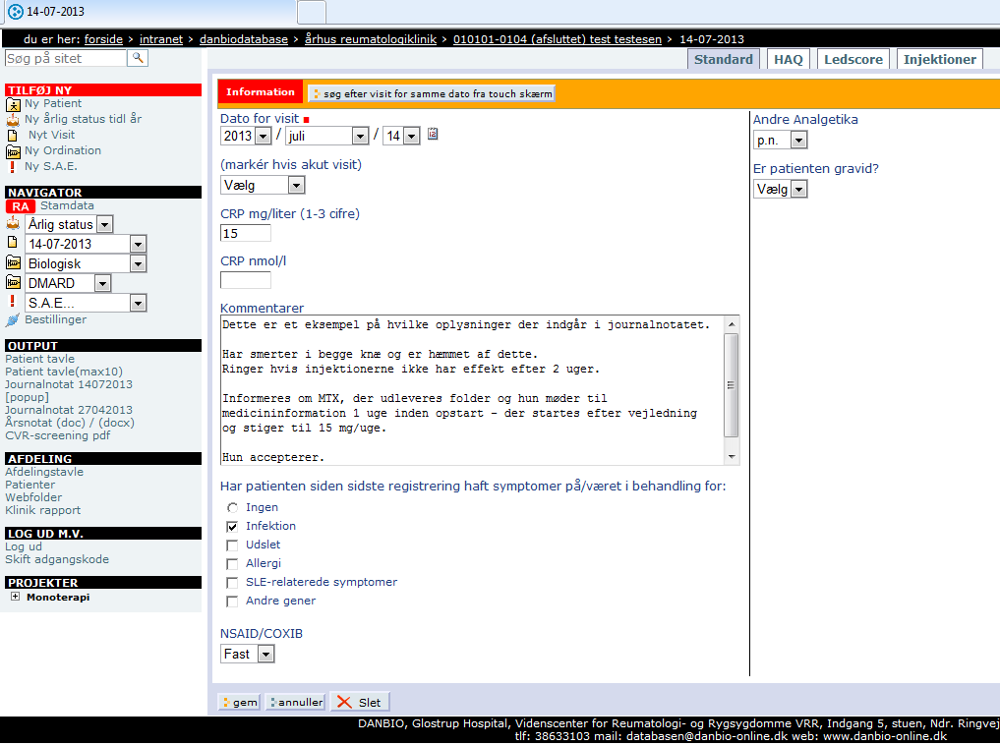 14-07-2013
du er her: forside > intranet > danbiodatabase > århus reumatologiklinik > 010101-0104 (afsluttet) test testesen > 14-07-2013
Søg på sitet
Standard HAQ Ledscore Injektioner
TILFØJ NY
Ny Patient
Ny årlig status tidl år
Nyt Visit
Ny Ordination
Ny S.A.E.
NAVIGATOR
RA Stamdata
Årlig status
14-07-2013
Biologisk
DMARD
S.A.E...
Bestillinger
OUTPUT
Patient tavle
Patient tavle(max10)
Journalnotat 14072013
[popup]
Journalnotat 27042013
Årsnotat (doc) / (docx)
CVR-screening pdf
AFDELING
Afdelingstavle
Patienter
Webfolder
Klinik rapport
LOG UD M.V.
Log ud
Skift adgangskode
PROJEKTER
Monoterapi
Information
søg efter visit for samme dato fra touch skærm
Dato for visit
2013 / juli / 14
(markér hvis akut visit)
Vælg
CRP mg/liter (1-3 cifre)
15
CRP nmol/l
Kommentarer
Dette er et eksempel på hvilke oplysninger der indgår i journalnotatet.
Har smerter i begge knæ og er hæmmet af dette.
Ringer hvis injektionerne ikke har effekt efter 2 uger.
Informeres om MTX, der udleveres folder og hun møder til
medicininformation 1 uge inden opstart - der startes efter vejledning
og stiger til 15 mg/uge.
Hun accepterer.
Har patienten siden sidste registrering haft symptomer på/været i behandling for:
Ingen
Infektion
Udslet
Allergi
SLE-relaterede symptomer
Andre gener
NSAID/COXIB
Fast
Andre Analgetika
p.n.
Er patienten gravid?
Vælg
gem annuller Slet
DANBIO, Glostrup Hospital, Videnscenter for Reumatologi- og Rygsygdomme VRR, Indgang 5, stuen, Ndr. Ringvej
tlf: 38633103 mail: databasen@danbio-online.dk web: www.danbio-online.dk